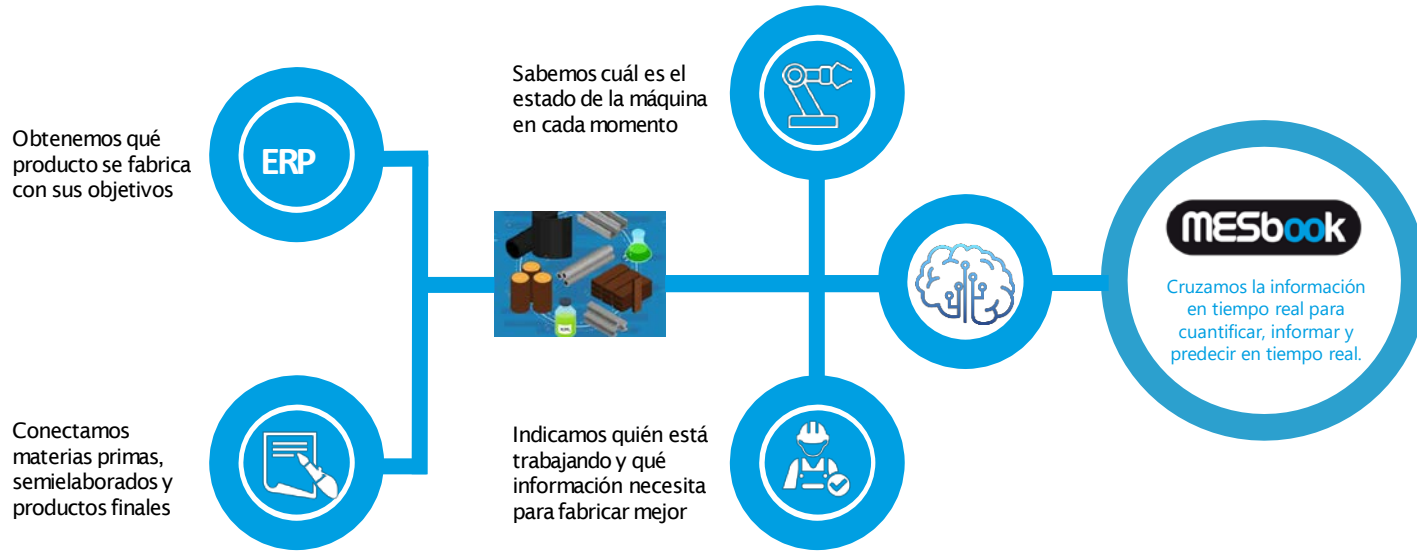 Obtenemos qué
producto se fabrica
con sus objetivos
ERP
Conectamos
materias primas,
semielaborados y
productos finales
Sabemos cuál es el
estado de la máquina
en cada momento
Indicamos quién está
trabajando y qué
información necesita
para fabricar mejor
MESbook
Cruzamos la información
en tiempo real para
cuantificar, informar y
predecir en tiempo real.